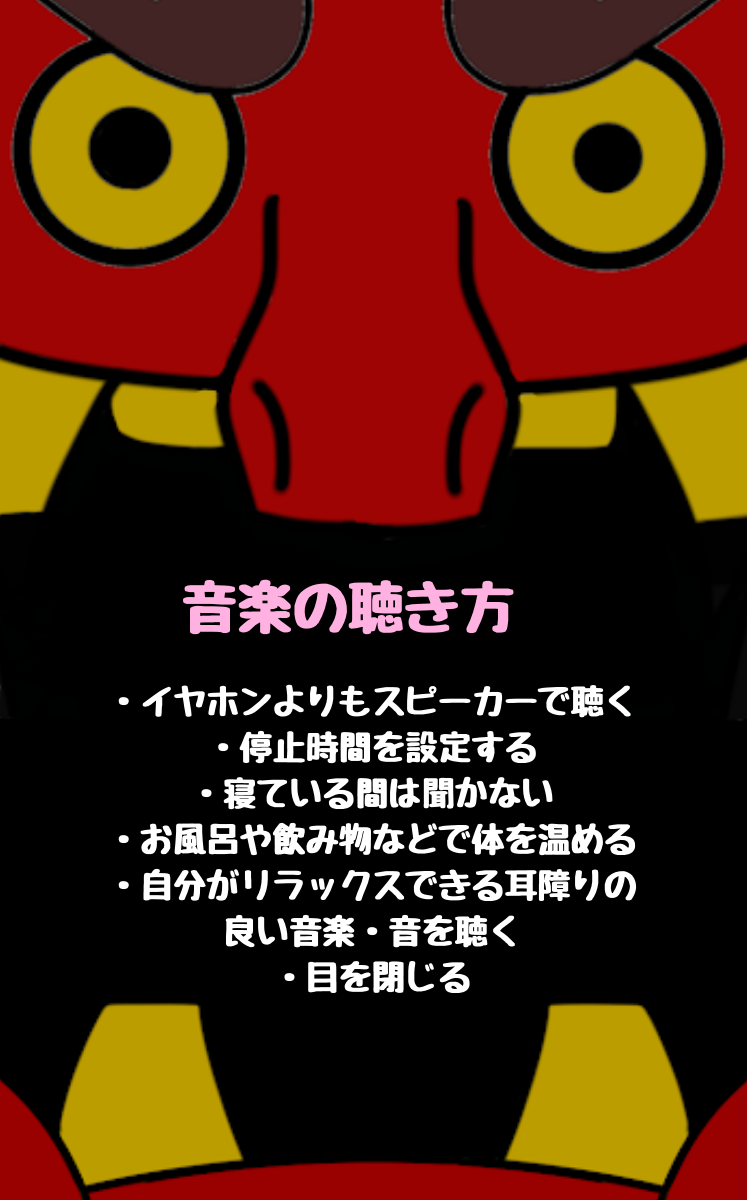 音楽の聴き方
・イヤホンよりもスピーカーで聴く
・停止時間を設定する
・寝ている間は聞かない
・お風呂や飲み物などで体を温める
・自分がリラックスできる耳障りの
良い音楽・音を聴く
・目を閉じる